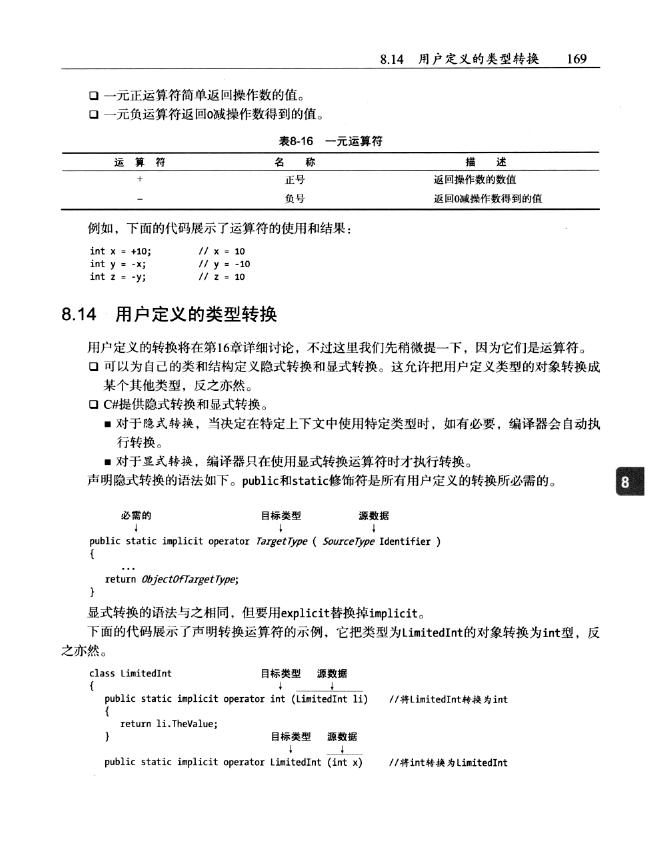 8.14 用户定义的类型转换 169
❑ 一元正运算符简单返回操作数的值。
❑ 一元负运算符返回0减操作数得到的值。
表8-16 一元运算符
运 算 符 名 称 描 述
+ 正号 返回操作数的数值
- 负号 返回0减操作数得到的值
例如，下面的代码展示了运算符的使用和结果：
int x = +10; // x = 10
int y = -x; // y = -10
int z = -y; // z = 10
8.14 用户定义的类型转换
用户定义的转换将在第16章详细讨论，不过这里我们先稍微提一下，因为它们是运算符。
❑ 可以为自己的类和结构定义隐式转换和显式转换。这允许把用户定义类型的对象转换成
某个其他类型，反之亦然。
❑ C#提供隐式转换和显式转换。
■ 对于隐式转换，当决定在特定上下文中使用特定类型时，如有必要，编译器会自动执
行转换。
■ 对于显式转换，编译器只在使用显式转换运算符时才执行转换。
声明隐式转换的语法如下。public和static修饰符是所有用户定义的转换所必需的。
8
必需的 目标类型 源数据
↓ ↓ ↓
public static implicit operator TargetType ( SourceType Identifier )
{
...
return ObjectOfTargetType;
}
显式转换的语法与之相同，但要用explicit替换掉implicit。
下面的代码展示了声明转换运算符的示例，它把类型为LimitedInt的对象转换为int型，反
之亦然。
class LimitedInt 目标类型 源数据
{ ↓ ↓
public static implicit operator int (LimitedInt li) //将LimitedInt转换为int
{
return li.TheValue;
} 目标类型 源数据
↓ ↓
public static implicit operator LimitedInt (int x) //将int转换为LimitedInt